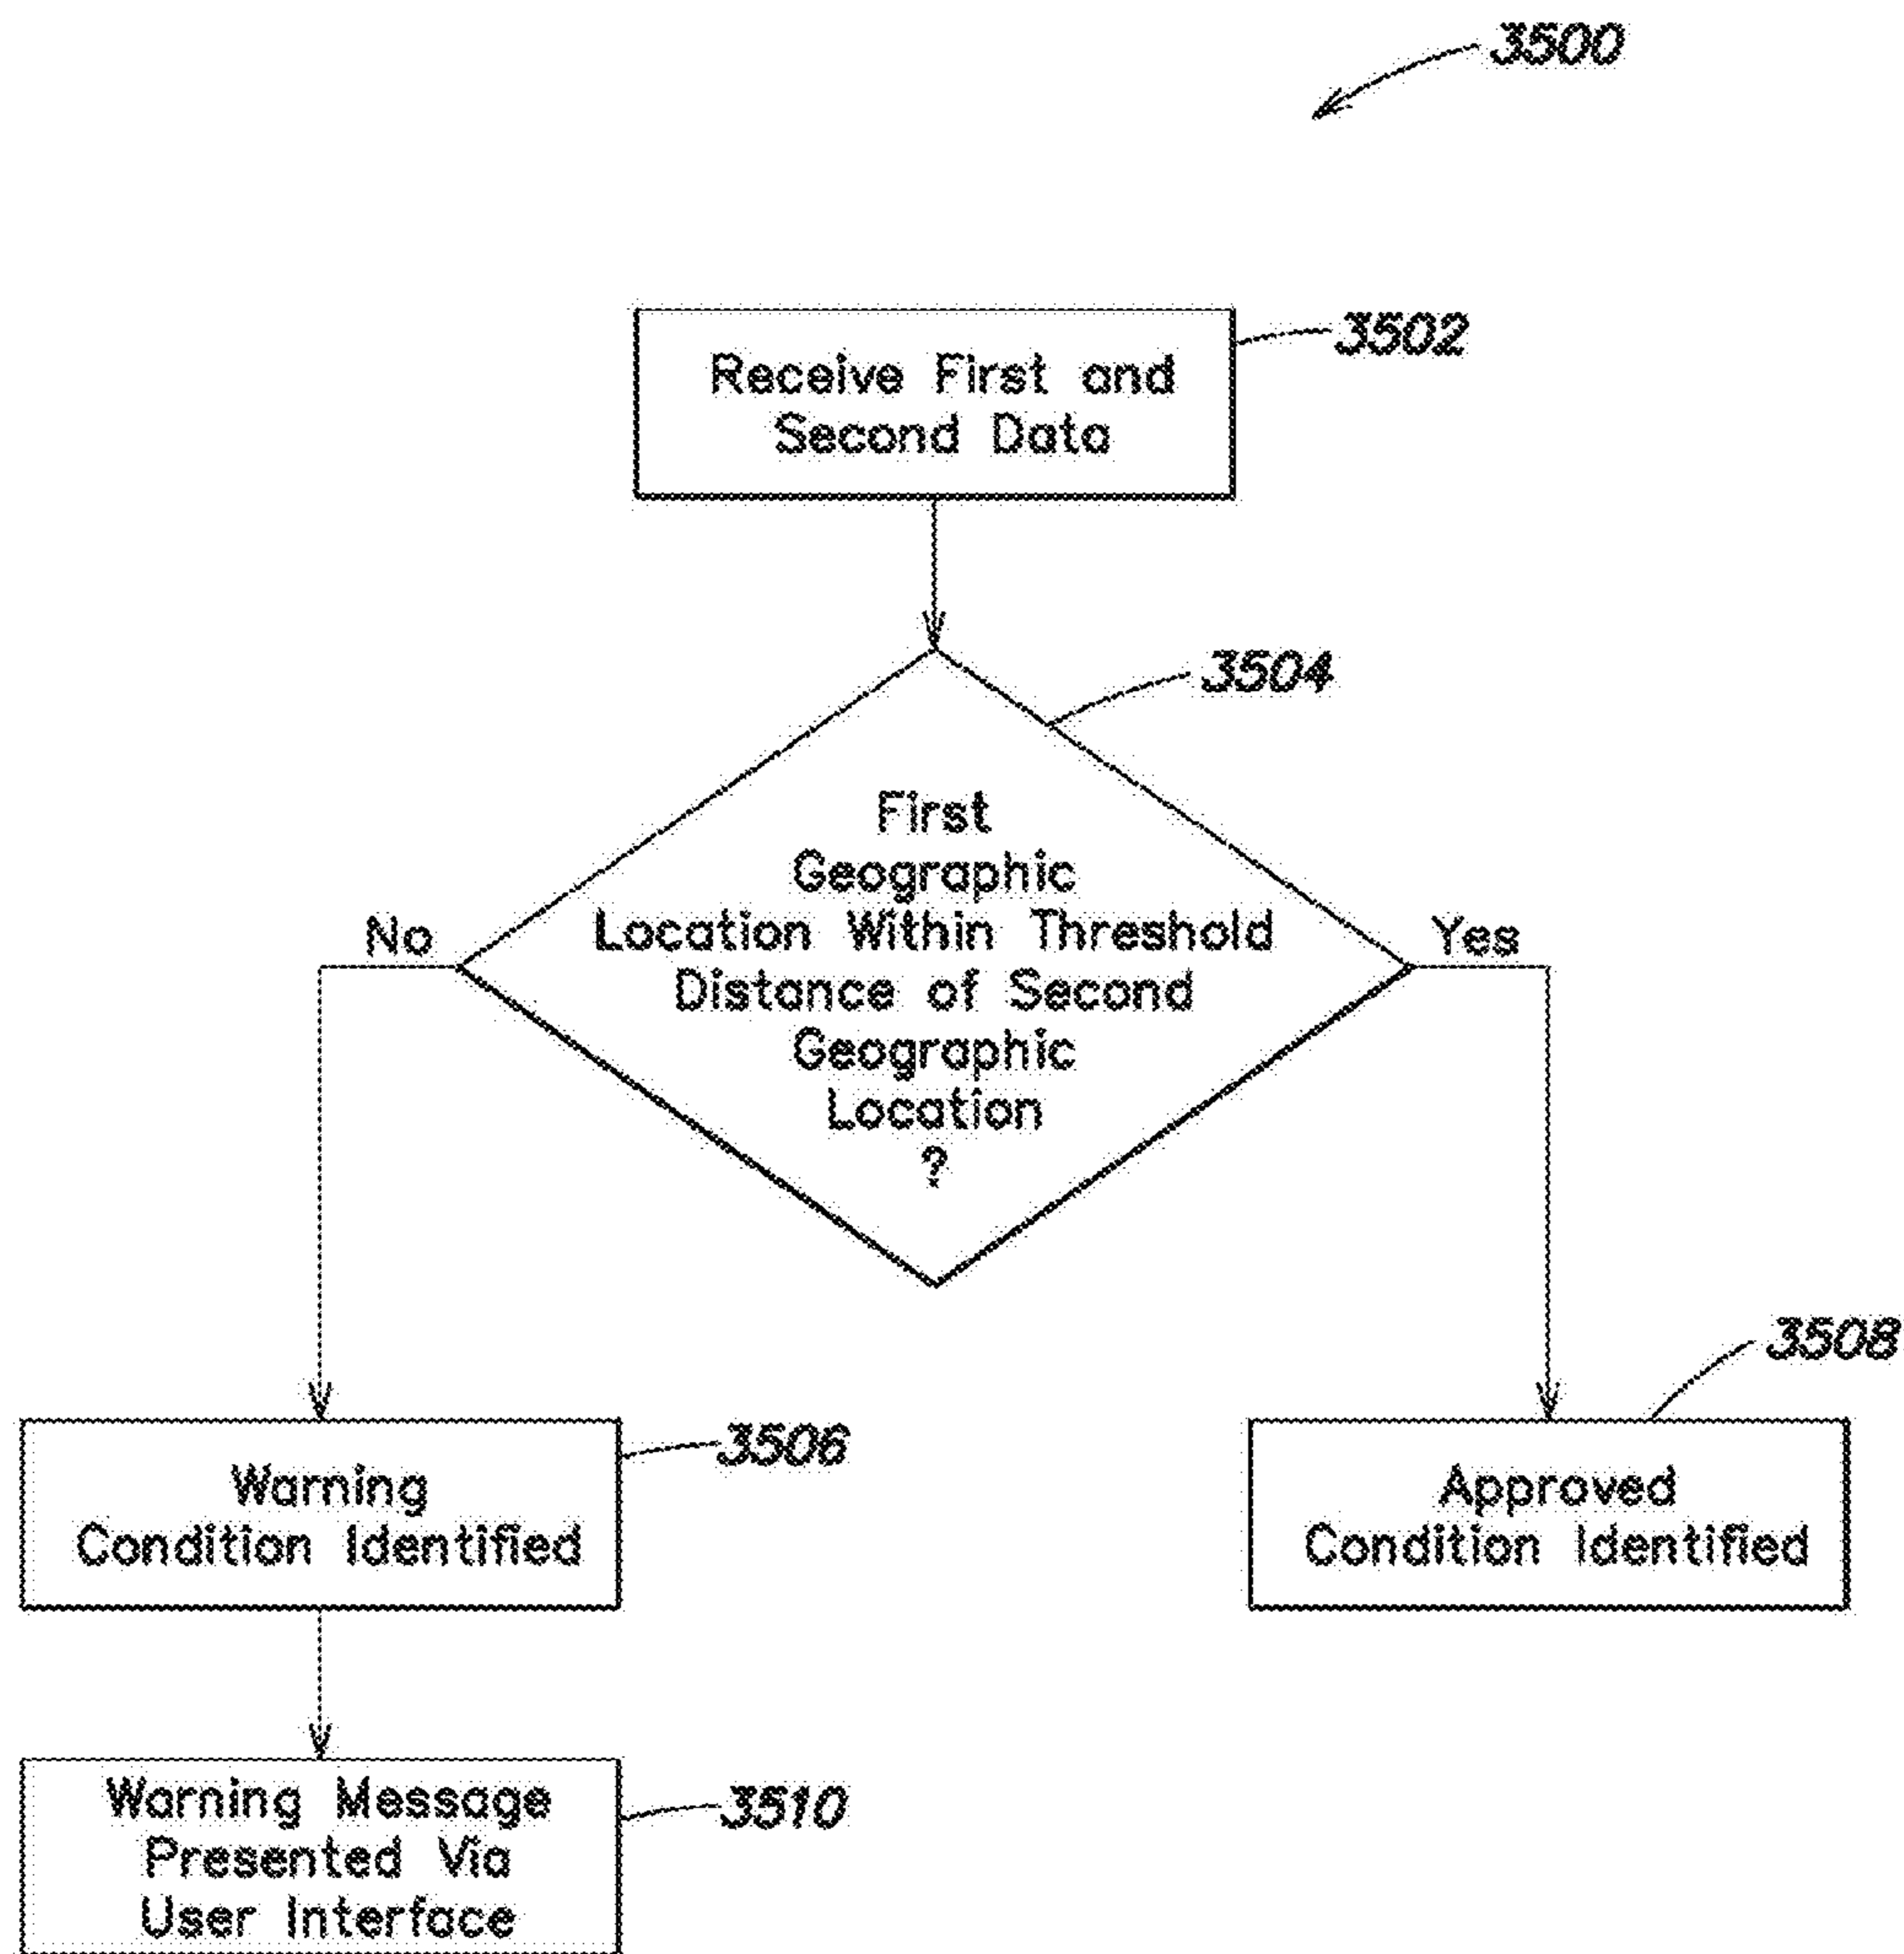 3500
Receive First and
Second Data
3502
3504
First
Geographic
Location Within Threshold
Distance of Second
Geographic
Location
?
No
Yes
3506
Warning
Condition Identified
3508
Approved
Condition Identified
Warning Message
Presented Via
User Interface
3510